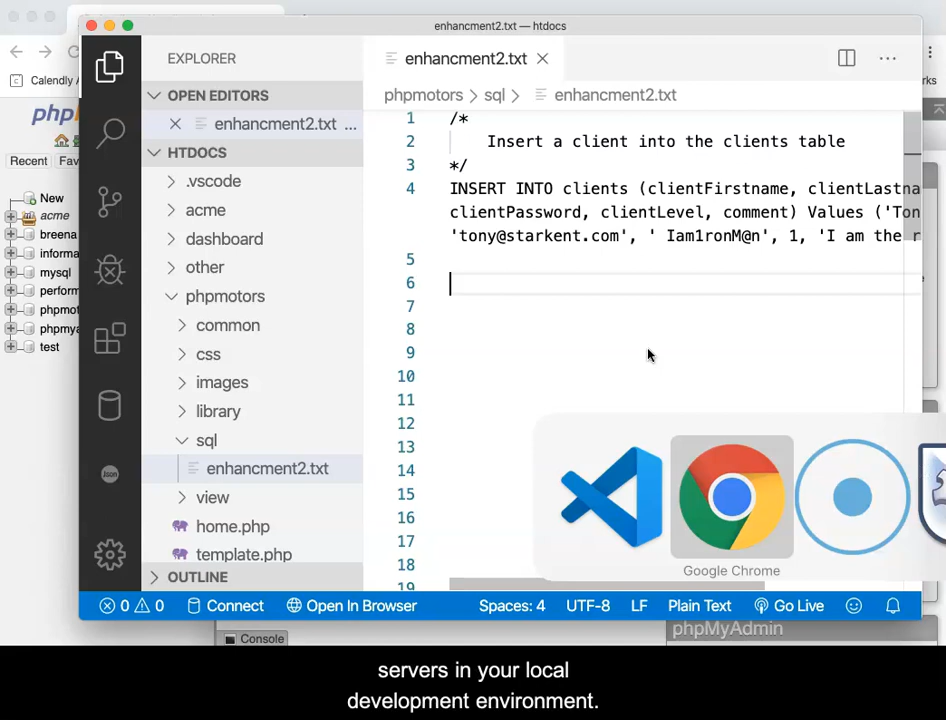 enhancment2.txt — htdocs
Calendly
EXPLORER
enhancment2.txt
OPEN EDITORS
enhancment2.txt ...
phpmotors > sql > enhancment2.txt
HTDOCS
.vscode
acme
dashboard
other
phpmotors
common
css
images
library
sql
enhancment2.txt
view
home.php
template.php
OUTLINE
1 /*
2 Insert a client into the clients table
3 */
4 INSERT INTO clients (clientFirstname, clientLastna
clientPassword, clientLevel, comment) Values ('Ton
'tony@starkent.com', ' Iam1ronM@n', 1, 'I am the r
5
6
7
8
9
10
11
12
13
14
15
16
17
18
19
Recent Fav
New
acme
breena
informa
mysql
perform
phpmot
phpmya
test
Google Chrome
0 0 Connect Open In Browser Spaces: 4 UTF-8 LF Plain Text Go Live
Console
phpMyAdmin
servers in your local
development environment.